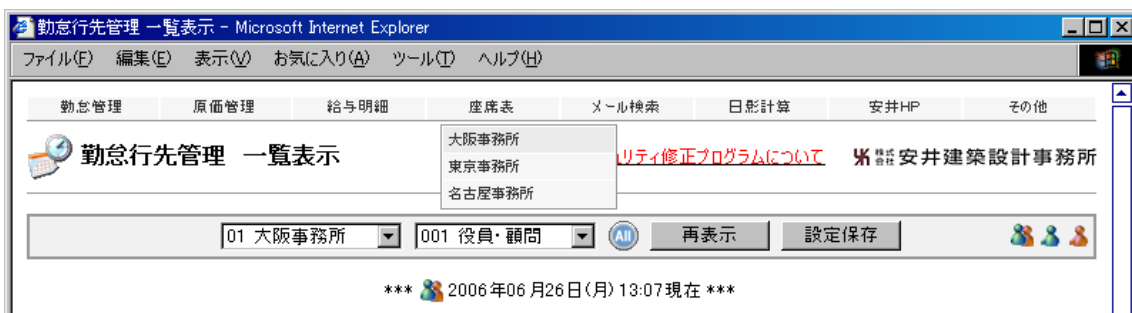 勤怠行先管理 一覧表示 - Microsoft Internet Explorer
ファイル(F) 編集(E) 表示(V) お気に入り(A) ツール(T) ヘルプ(H)
勤怠管理 原価管理 給与明細 座席表 メール検索 日影計算 安井HP その他
大阪事務所
東京事務所
名古屋事務所
勤怠行先管理 一覧表示
リティ修正プログラムについて
株式会社 安井建築設計事務所
01 大阪事務所 001 役員・顧問 All 再表示 設定保存
*** 2006年06月26日(月) 13:07現在 ***